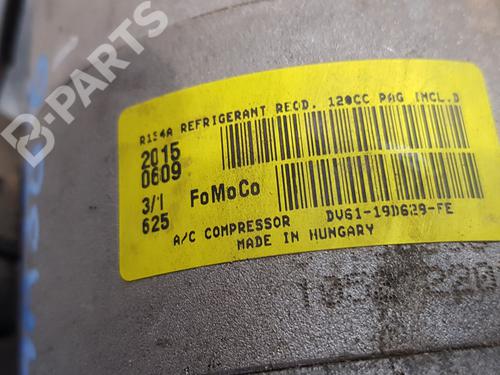 B-PARTS
R134A REFRIGERANT REQD. 120CC PAG INCL.D
2015
0609
3/1
625
FoMoCo
A/C COMPRESSOR DV61-19D629-FE
MADE IN HUNGARY